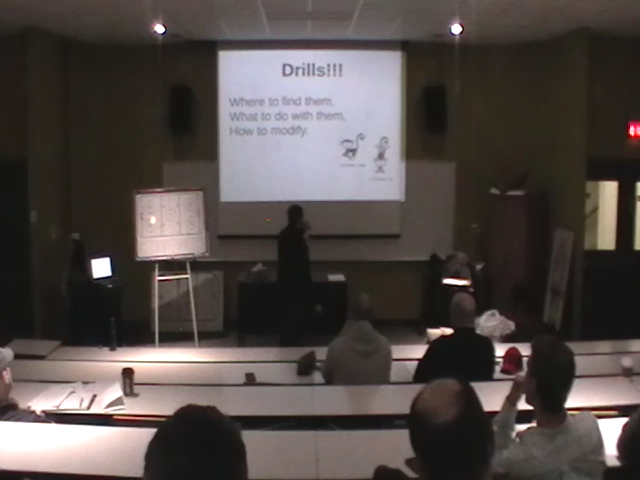 Drills!!!
Where to find them,
What to do with them,
How to modify.